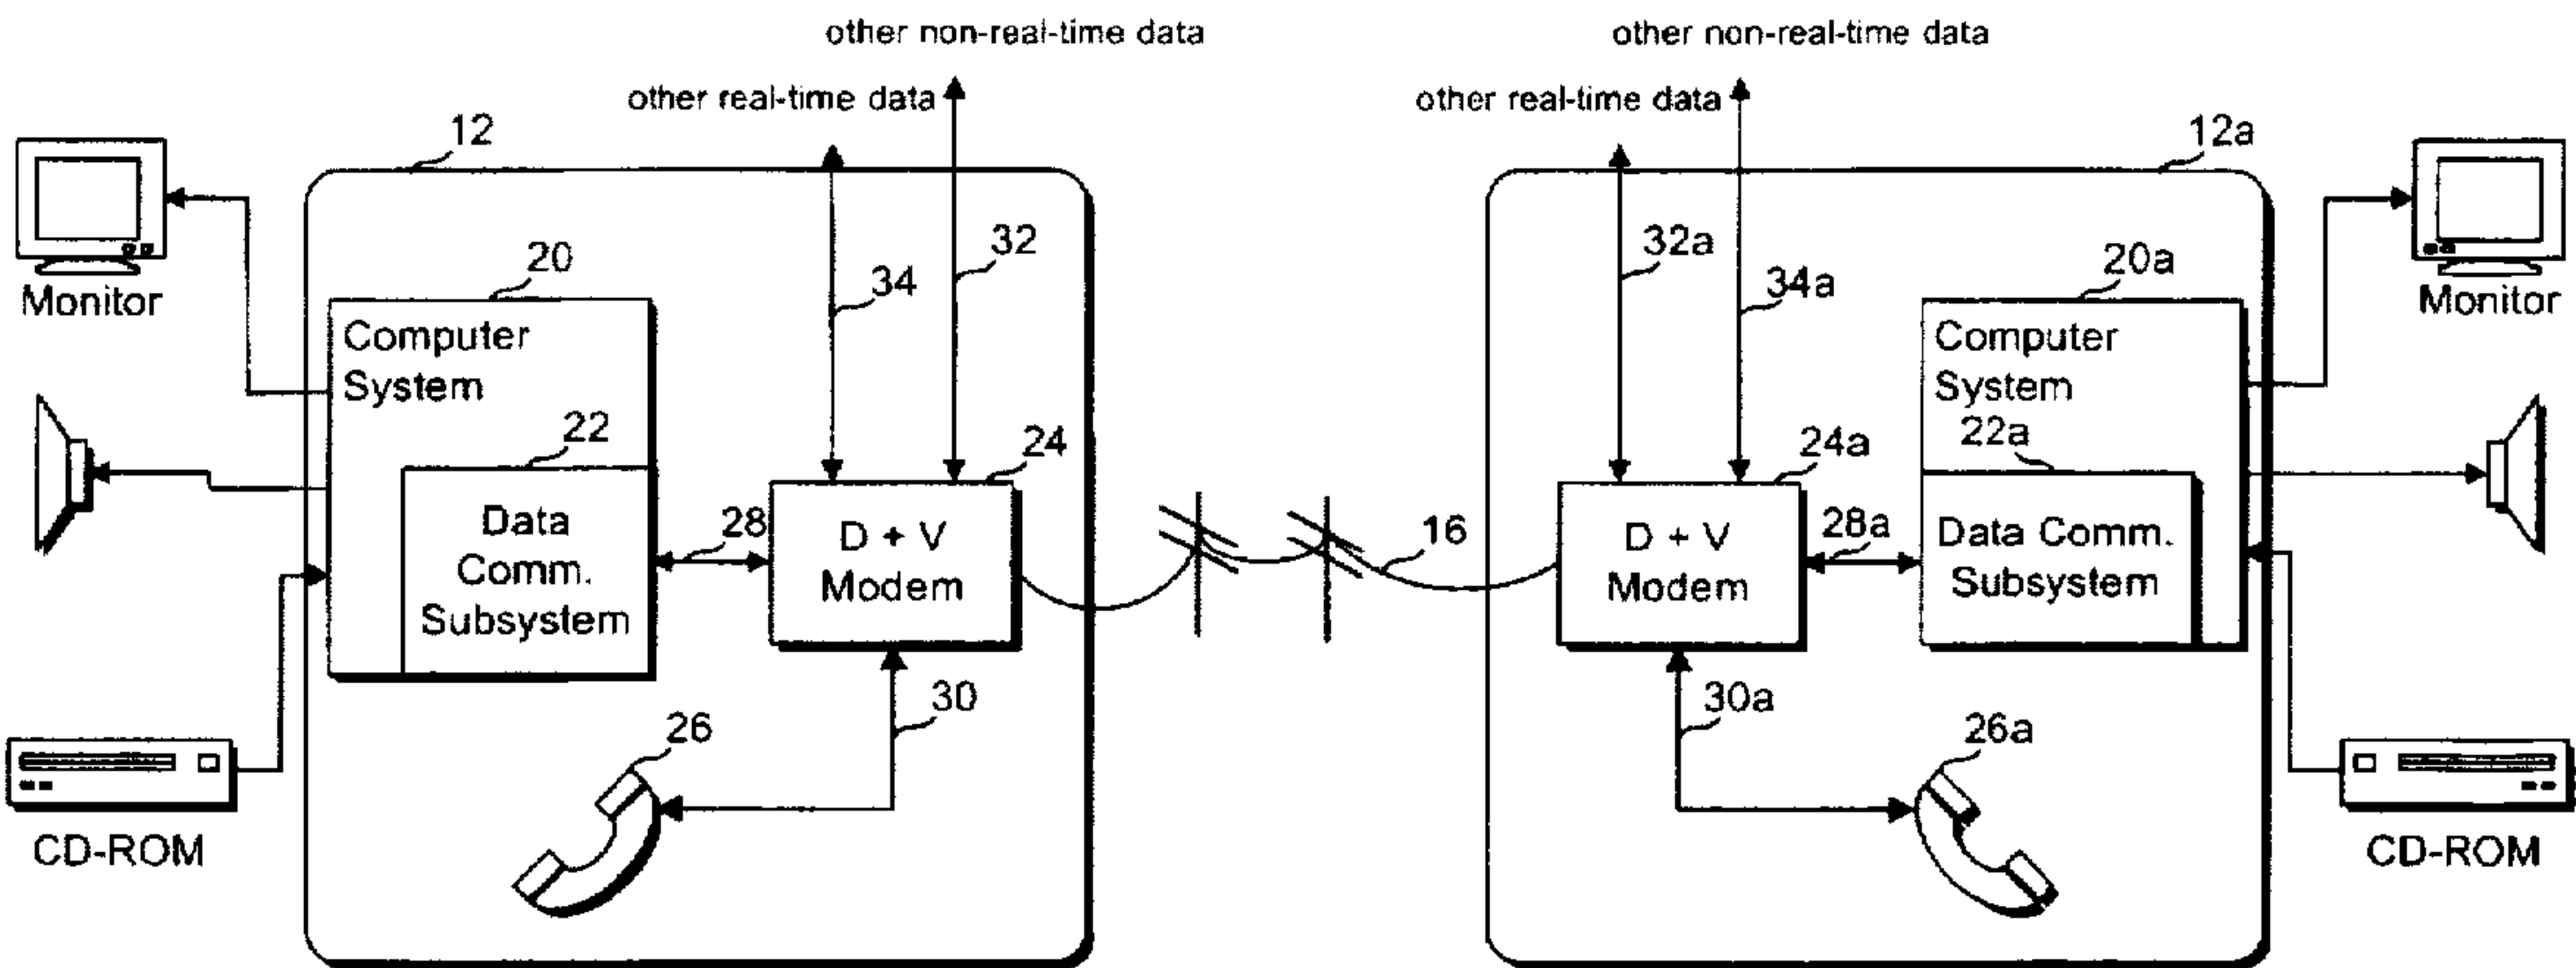 other non-real-time data
other non-real-time data
other real-time data
other real-time data
12
12a
Monitor
20
34
32
32a
34a
20a
Monitor
Computer
System
Computer
System
22
24
24a
22a
Data
Comm.
Subsystem
28
D + V
Modem
16
D + V
Modem
28a
Data Comm.
Subsystem
30
30a
26
26a
CD-ROM
CD-ROM